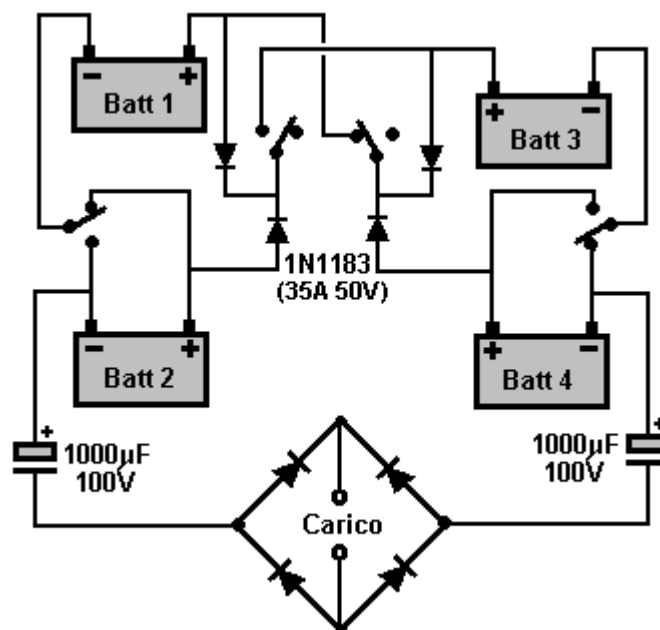 - +
Batt 1
+ -
Batt 3
1N1183
(35A 50V)
- +
Batt 2
+ -
Batt 4
+
1000µF
100V
+
1000µF
100V
Carico